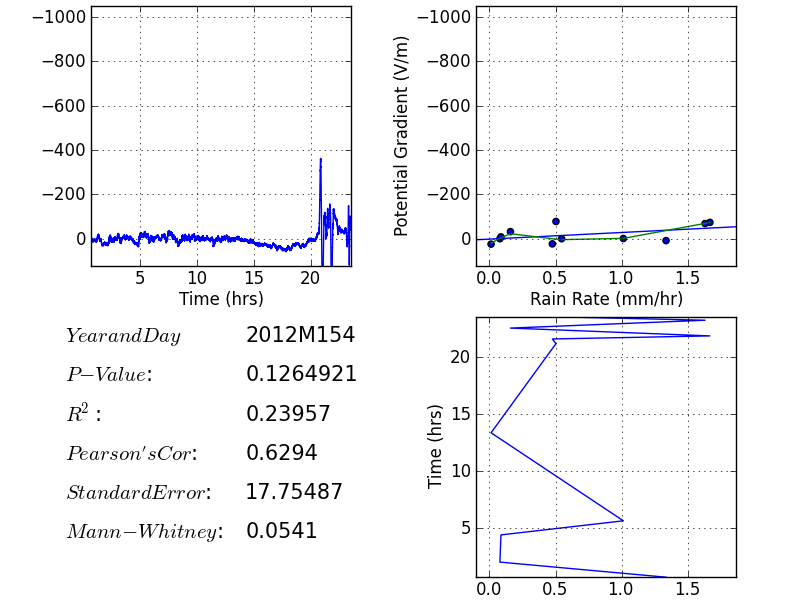 −1000
−800
−600
−400
−200
0
5 10 15 20
Time (hrs)
Potential Gradient (V/m)
−1000
−800
−600
−400
−200
0
0.0 0.5 1.0 1.5
Rain Rate (mm/hr)
YearandDay 2012M154
P−Value: 0.1264921
R²: 0.23957
Pearson'sCor: 0.6294
StandardError: 17.75487
Mann−Whitney: 0.0541
Time (hrs)
20
15
10
5
0.0 0.5 1.0 1.5